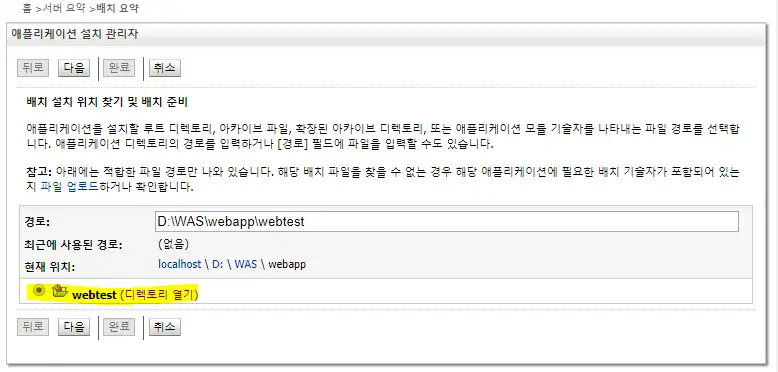 홈 >서버 요약 >배치 요약
애플리케이션 설치 관리자
뒤로 다음 완료 취소
배치 설치 위치 찾기 및 배치 준비
애플리케이션을 설치할 루트 디렉토리, 아카이브 파일, 확장된 아카이브 디렉토리, 또는 애플리케이션 모듈 기술자를 나타내는 파일 경로를 선택합
니다. 애플리케이션 디렉토리의 경로를 입력하거나 [경로] 필드에 파일을 입력할 수도 있습니다.
참고: 아래에는 적합한 파일 경로만 나와 있습니다. 해당 배치 파일을 찾을 수 없는 경우 해당 애플리케이션에 필요한 배치 기술자가 포함되어 있는
지 파일 업로드하거나 확인합니다.
경로: D:\WAS\webapp\webtest
최근에 사용된 경로: (없음)
현재 위치: localhost \ D: \ WAS \ webapp
webtest (디렉토리 열기)
뒤로 다음 완료 취소